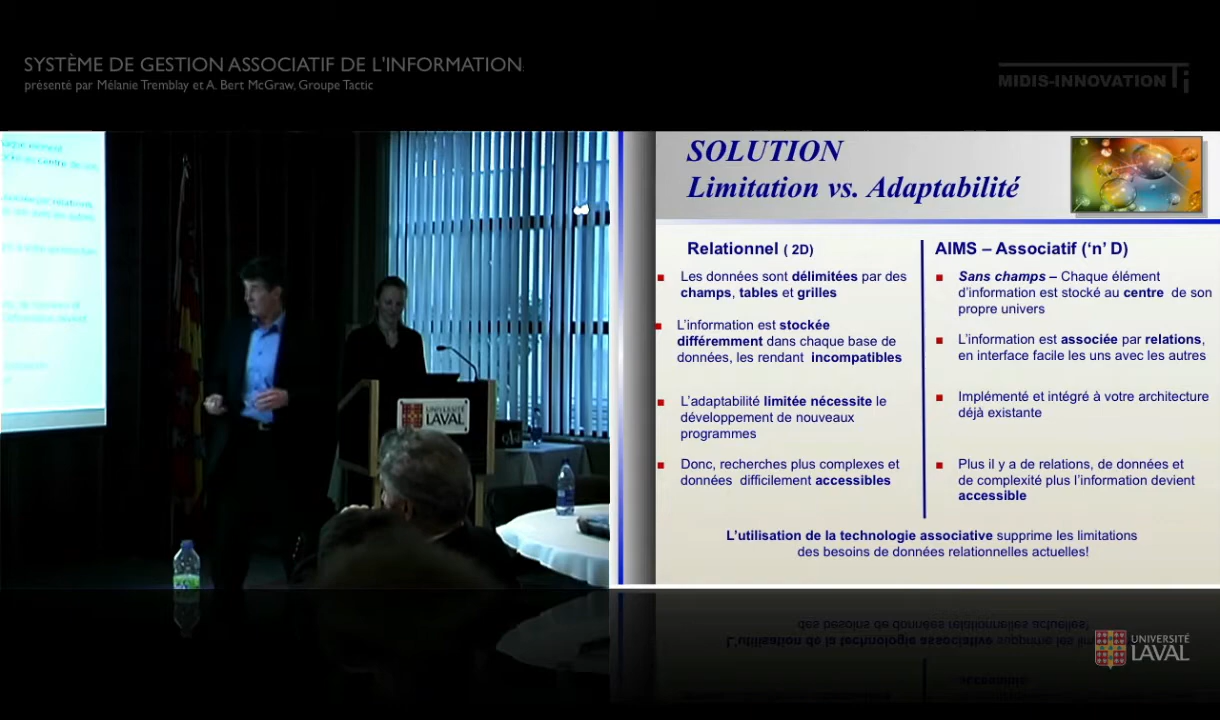 SYSTÈME DE GESTION ASSOCIATIF DE L'INFORMATION
présenté par Mélanie Tremblay et A. Bert McGraw, Groupe Tactic
MIDIS-INNOVATION Ti
SOLUTION
Limitation vs. Adaptabilité
Relationnel ( 2D)
Les données sont délimitées par des
champs, tables et grilles
L'information est stockée
différemment dans chaque base de
données, les rendant incompatibles
L'adaptabilité limitée nécessite le
développement de nouveaux
programmes
Donc, recherches plus complexes et
données difficilement accessibles
AIMS – Associatif ('n' D)
Sans champs – Chaque élément
d'information est stocké au centre de son
propre univers
L'information est associée par relations,
en interface facile les uns avec les autres
Implémenté et intégré à votre architecture
déjà existante
Plus il y a de relations, de données et
de complexité plus l'information devient
accessible
L'utilisation de la technologie associative supprime les limitations
des besoins de données relationnelles actuelles!
UNIVERSITÉ
LAVAL
UNIVERSITÉ
LAVAL